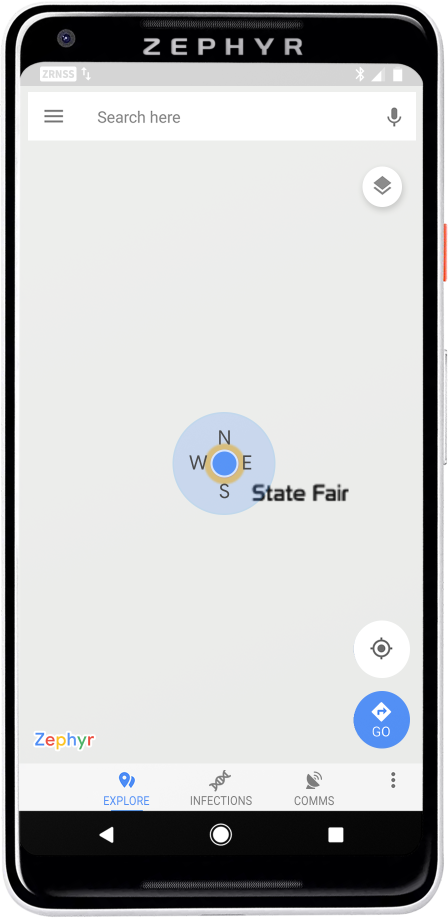 ZEPHYR
ZRNSS
Search here
N
W E
S
State Fair
GO
Zephyr
EXPLORE INFECTIONS COMMS